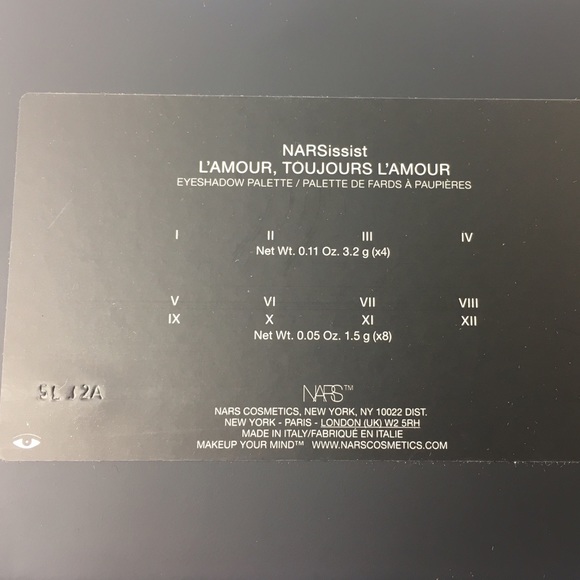 NARSissist
L'AMOUR, TOUJOURS L'AMOUR
EYESHADOW PALETTE / PALETTE DE FARDS À PAUPIÈRES
I II III IV
Net Wt. 0.11 Oz. 3.2 g (x4)
V VI VII VIII
IX X XI XII
Net Wt. 0.05 Oz. 1.5 g (x8)
NARS™
NARS COSMETICS, NEW YORK, NY 10022 DIST.
NEW YORK - PARIS - LONDON (UK) W2 5RH
MADE IN ITALY/FABRIQUÉ EN ITALIE
MAKEUP YOUR MIND™ WWW.NARSCOSMETICS.COM